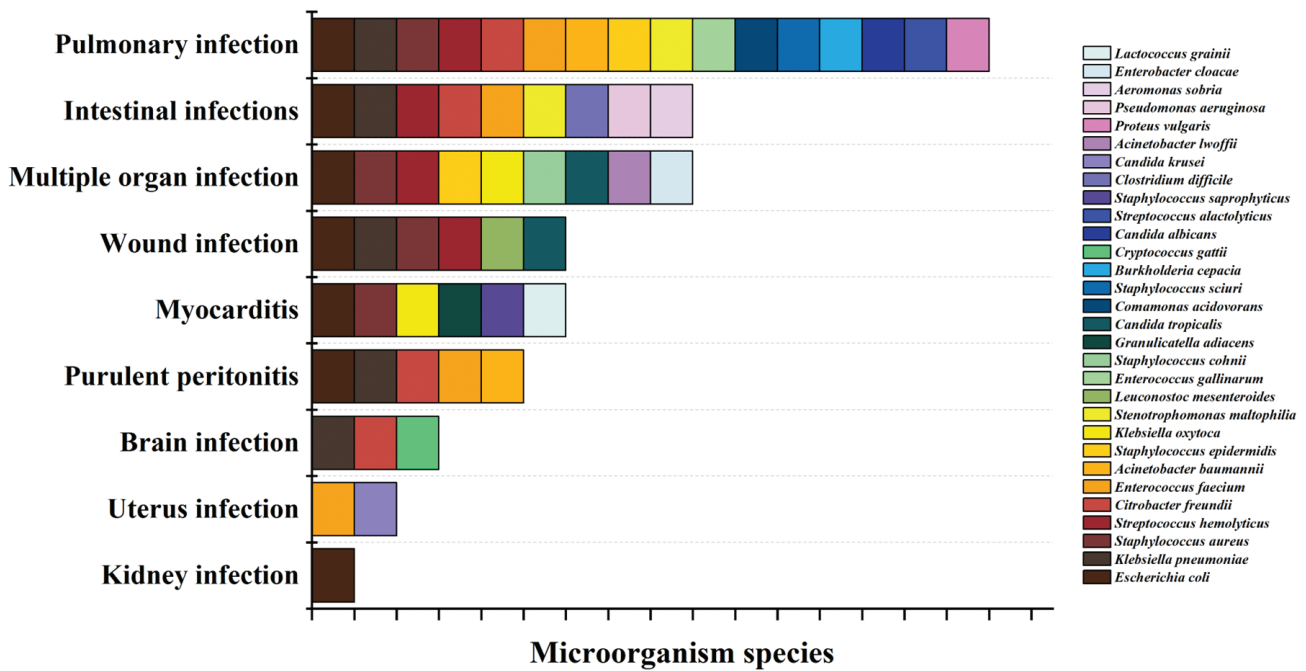 Pulmonary infection
Intestinal infections
Multiple organ infection
Wound infection
Myocarditis
Purulent peritonitis
Brain infection
Uterus infection
Kidney infection
Microorganism species
Lactococcus grainii
Enterobacter cloacae
Aeromonas sobria
Pseudomonas aeruginosa
Proteus vulgaris
Acinetobacter lwoffii
Candida krusei
Clostridium difficile
Staphylococcus saprophyticus
Streptococcus alactolyticus
Candida albicans
Cryptococcus gattii
Burkholderia cepacia
Staphylococcus sciuri
Comamonas acidovorans
Candida tropicalis
Granulicatella adiacens
Staphylococcus cohnii
Enterococcus gallinarum
Leuconostoc mesenteroides
Stenotrophomonas maltophilia
Klebsiella oxytoca
Staphylococcus epidermidis
Acinetobacter baumannii
Enterococcus faecium
Citrobacter freundii
Streptococcus hemolyticus
Staphylococcus aureus
Klebsiella pneumoniae
Escherichia coli